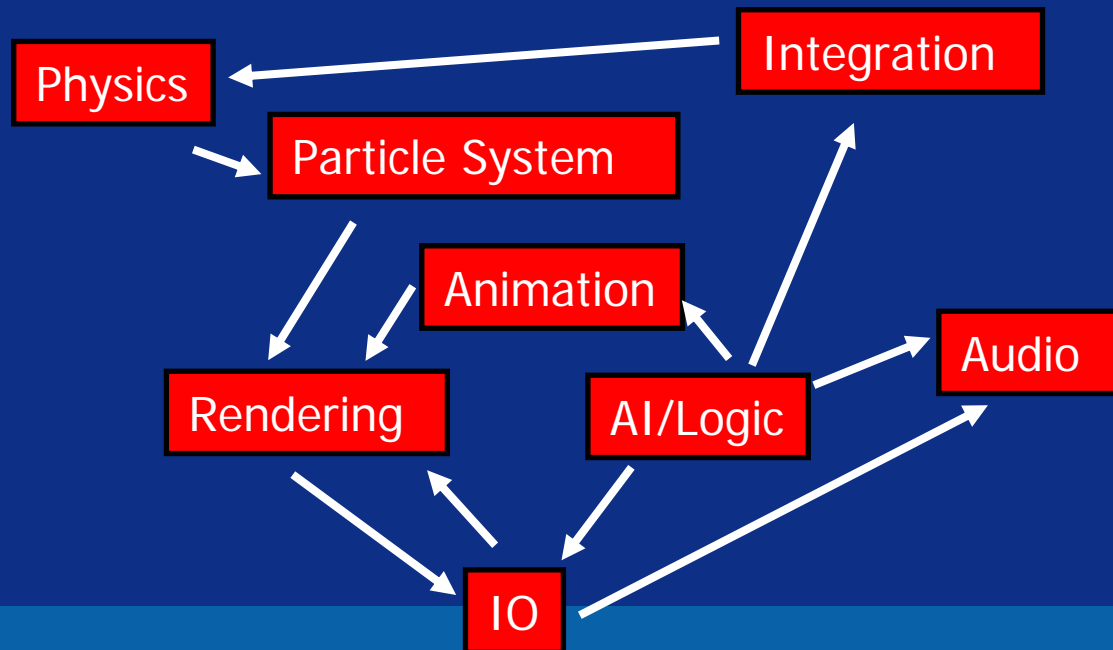 Integration
Physics
Particle System
Animation
Audio
Rendering
AI/Logic
IO